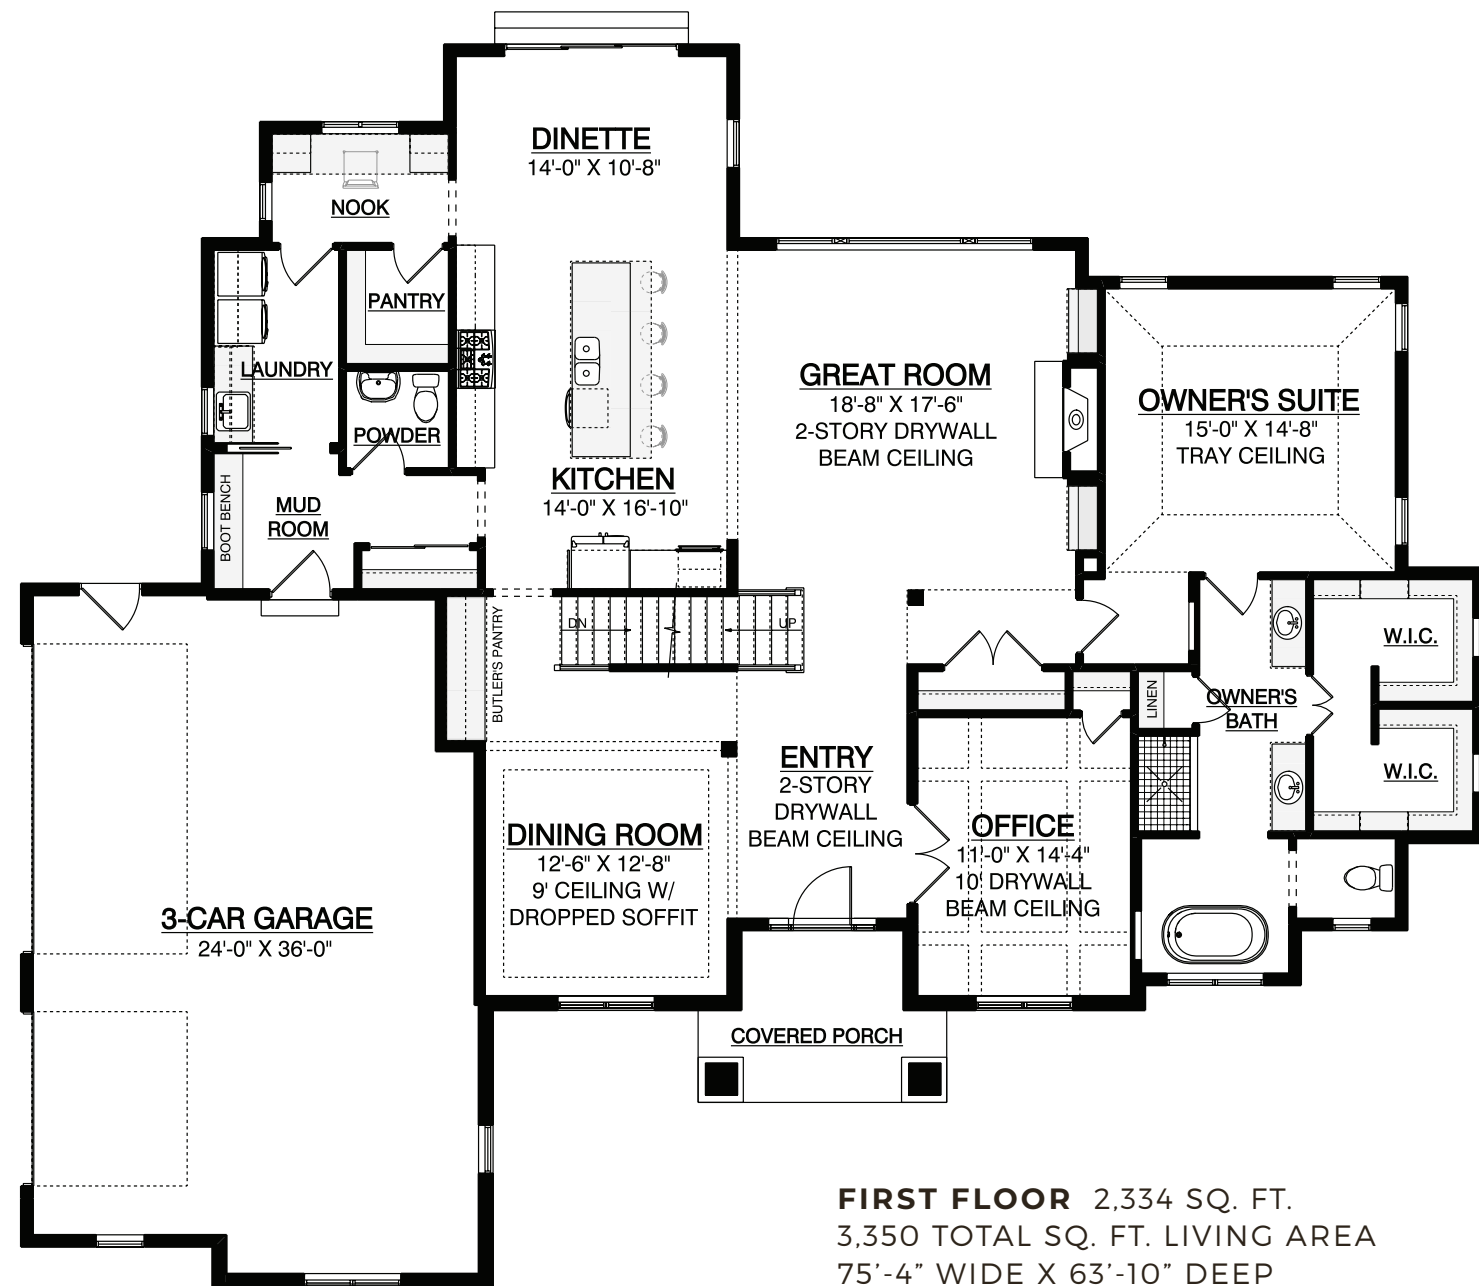 DINETTE
14'-0" X 10'-8"
NOOK
PANTRY
LAUNDRY
POWDER
KITCHEN
14'-0" X 16'-10"
GREAT ROOM
18'-8" X 17'-6"
2-STORY DRYWALL
BEAM CEILING
OWNER'S SUITE
15'-0" X 14'-8"
TRAY CEILING
BOOT BENCH
MUD
ROOM
BUTLER'S PANTRY
DN
UP
W.I.C.
LINEN
OWNER'S
BATH
W.I.C.
ENTRY
2-STORY
DRYWALL
BEAM CEILING
DINING ROOM
12'-6" X 12'-8"
9' CEILING W/
DROPPED SOFFIT
OFFICE
11'-0" X 14'-4"
10' DRYWALL
BEAM CEILING
3-CAR GARAGE
24'-0" X 36'-0"
COVERED PORCH
FIRST FLOOR 2,334 SQ. FT.
3,350 TOTAL SQ. FT. LIVING AREA
75'-4” WIDE X 63'-10” DEEP